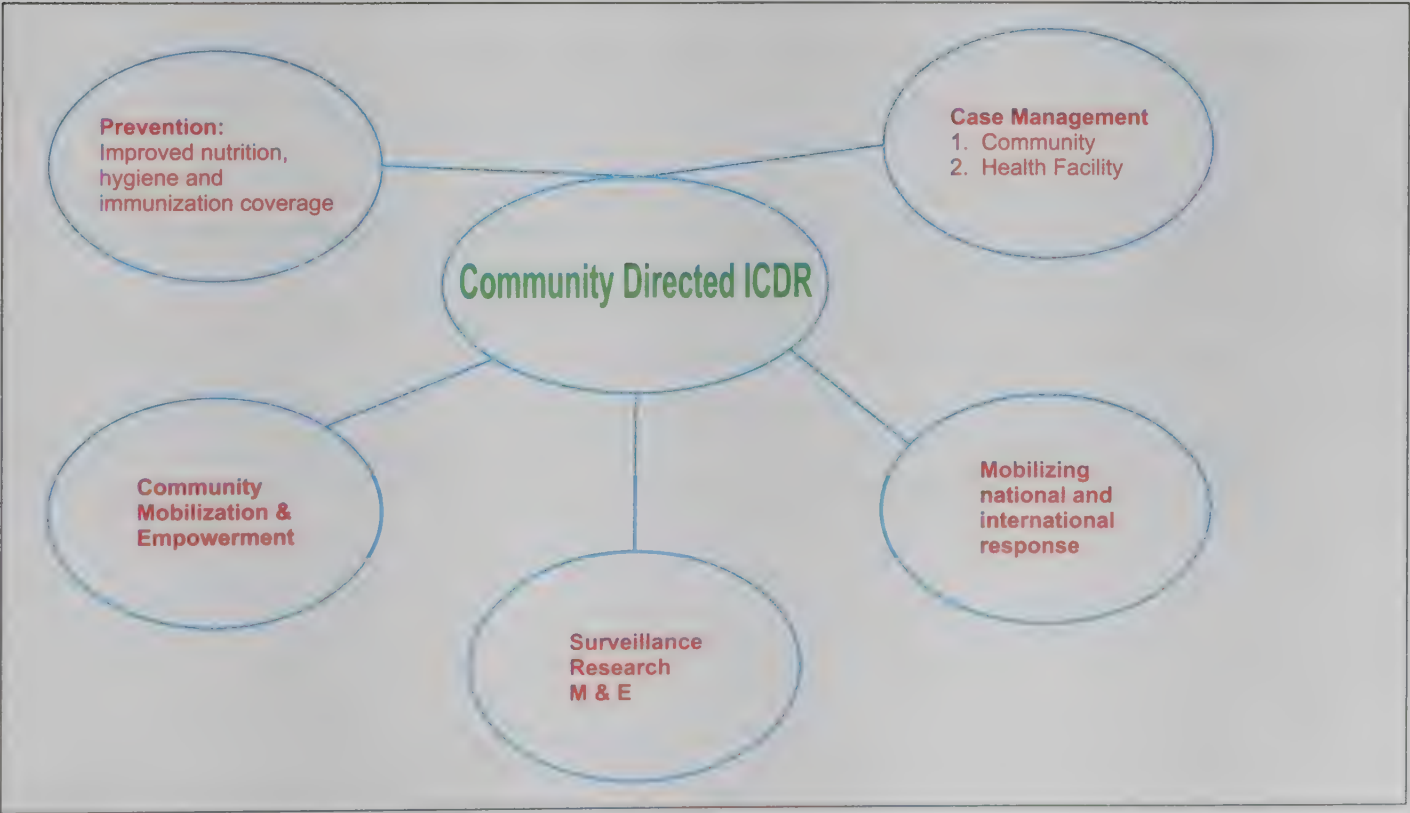 Prevention:
Improved nutrition,
hygiene and
immunization coverage
Case Management
1. Community
2. Health Facility
Community Directed ICDR
Community
Mobilization &
Empowerment
Mobilizing
national and
international
response
Surveillance
Research
M & E